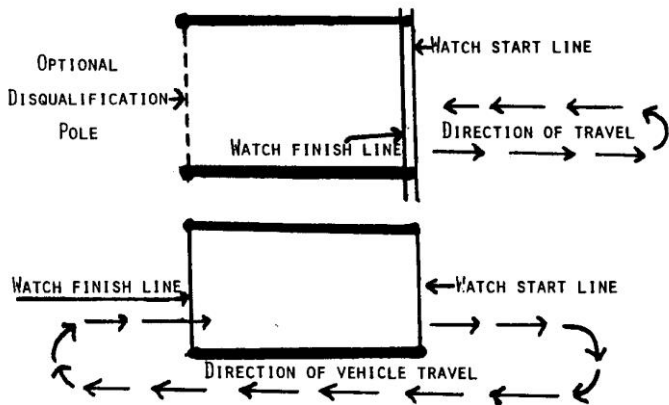 WATCH START LINE
OPTIONAL
DISQUALIFICATION
POLE
WATCH FINISH LINE
DIRECTION OF TRAVEL
WATCH FINISH LINE
WATCH START LINE
DIRECTION OF VEHICLE TRAVEL